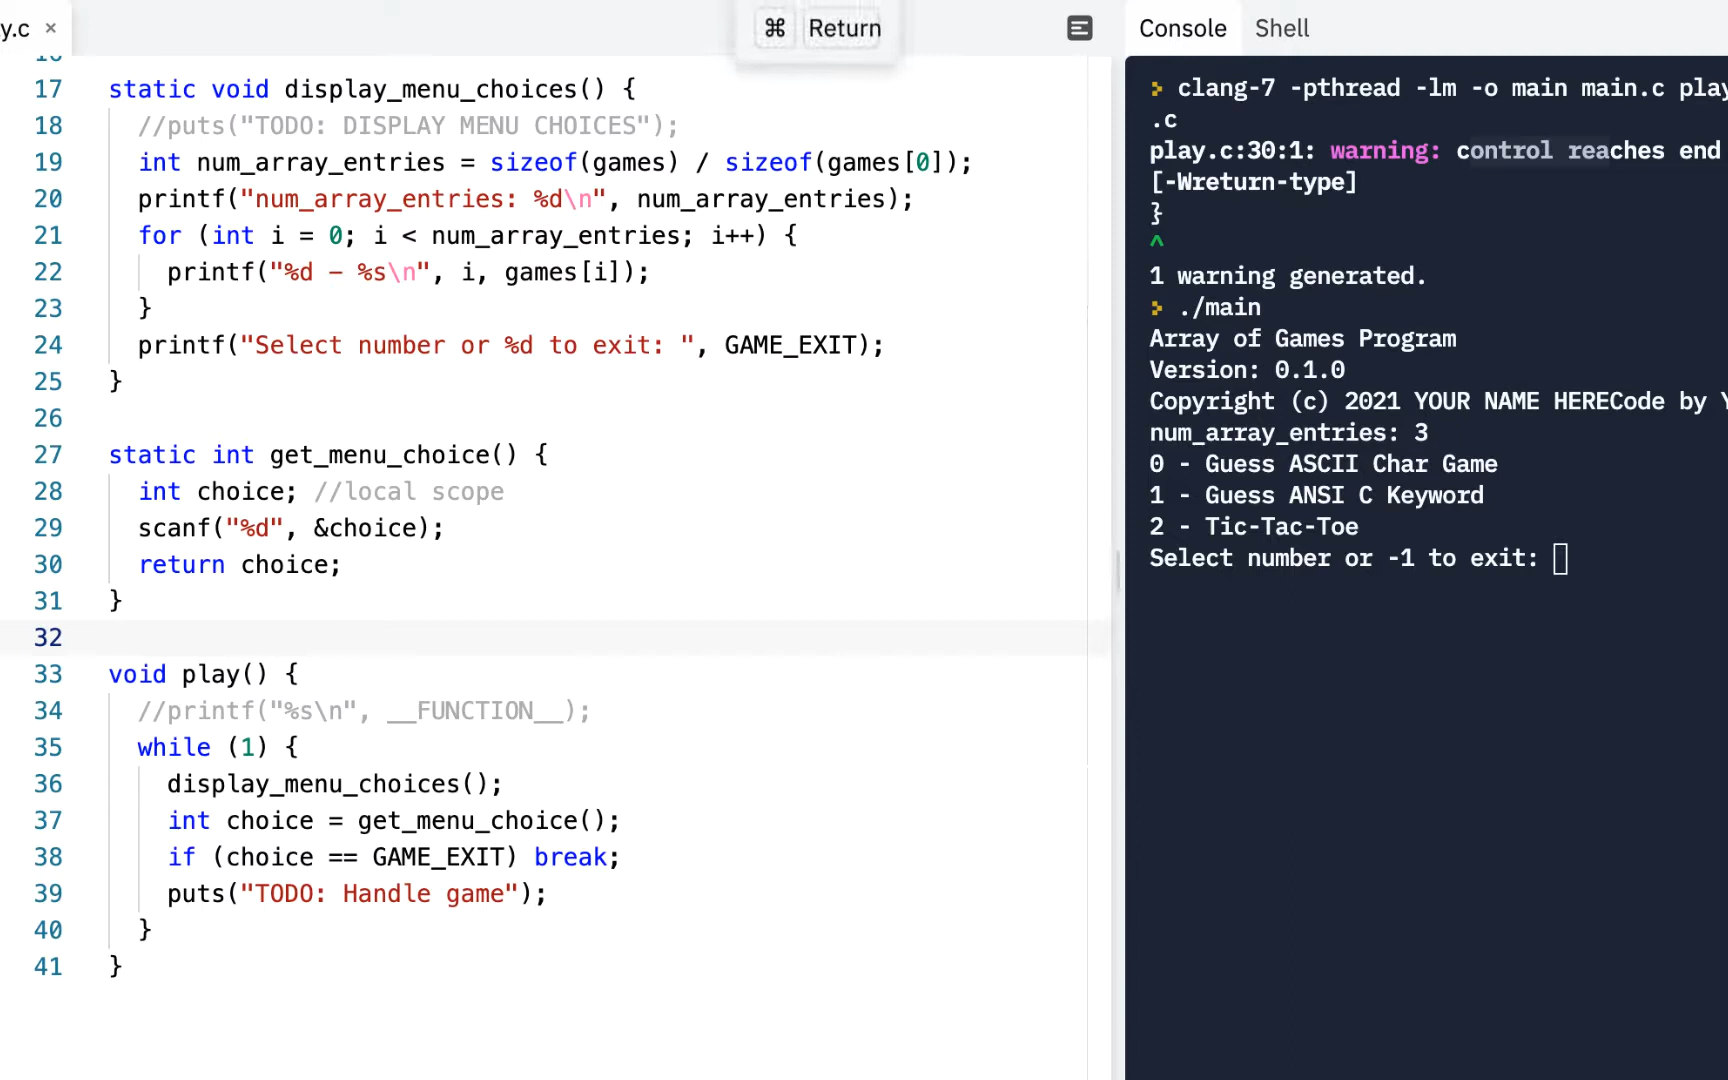 y.c ×
⌘ Return
17 static void display_menu_choices() {
18 //puts("TODO: DISPLAY MENU CHOICES");
19 int num_array_entries = sizeof(games) / sizeof(games[0]);
20 printf("num_array_entries: %d\n", num_array_entries);
21 for (int i = 0; i < num_array_entries; i++) {
22 printf("%d - %s\n", i, games[i]);
23 }
24 printf("Select number or %d to exit: ", GAME_EXIT);
25 }
26
27 static int get_menu_choice() {
28 int choice; //local scope
29 scanf("%d", &choice);
30 return choice;
31 }
32
33 void play() {
34 //printf("%s\n", __FUNCTION__);
35 while (1) {
36 display_menu_choices();
37 int choice = get_menu_choice();
38 if (choice == GAME_EXIT) break;
39 puts("TODO: Handle game");
40 }
41 }
Console Shell
clang-7 -pthread -lm -o main main.c play
.c
play.c:30:1: warning: control reaches end
[-Wreturn-type]
}
^
1 warning generated.
./main
Array of Games Program
Version: 0.1.0
Copyright (c) 2021 YOUR NAME HERECode by
num_array_entries: 3
0 - Guess ASCII Char Game
1 - Guess ANSI C Keyword
2 - Tic-Tac-Toe
Select number or -1 to exit: